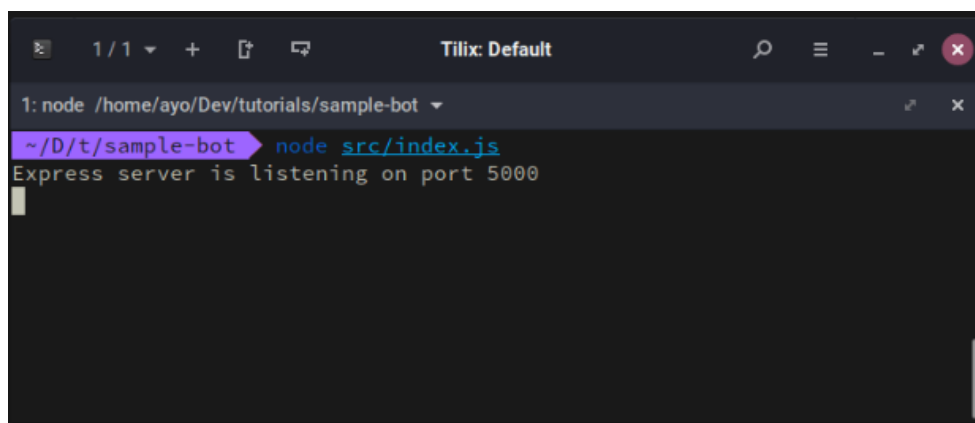 1 / 1
Tilix: Default
1: node /home/ayo/Dev/tutorials/sample-bot
~/D/t/sample-bot node src/index.js
Express server is listening on port 5000